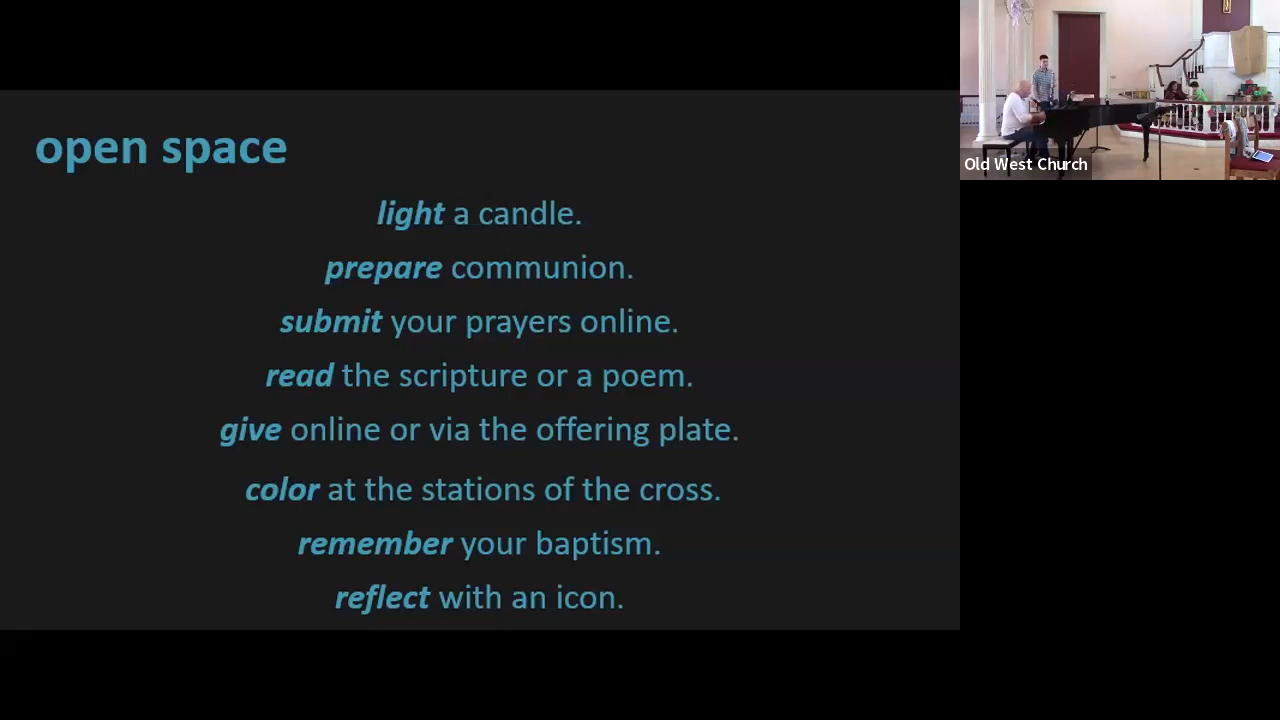 open space
light a candle.
prepare communion.
submit your prayers online.
read the scripture or a poem.
give online or via the offering plate.
color at the stations of the cross.
remember your baptism.
reflect with an icon.
Old West Church